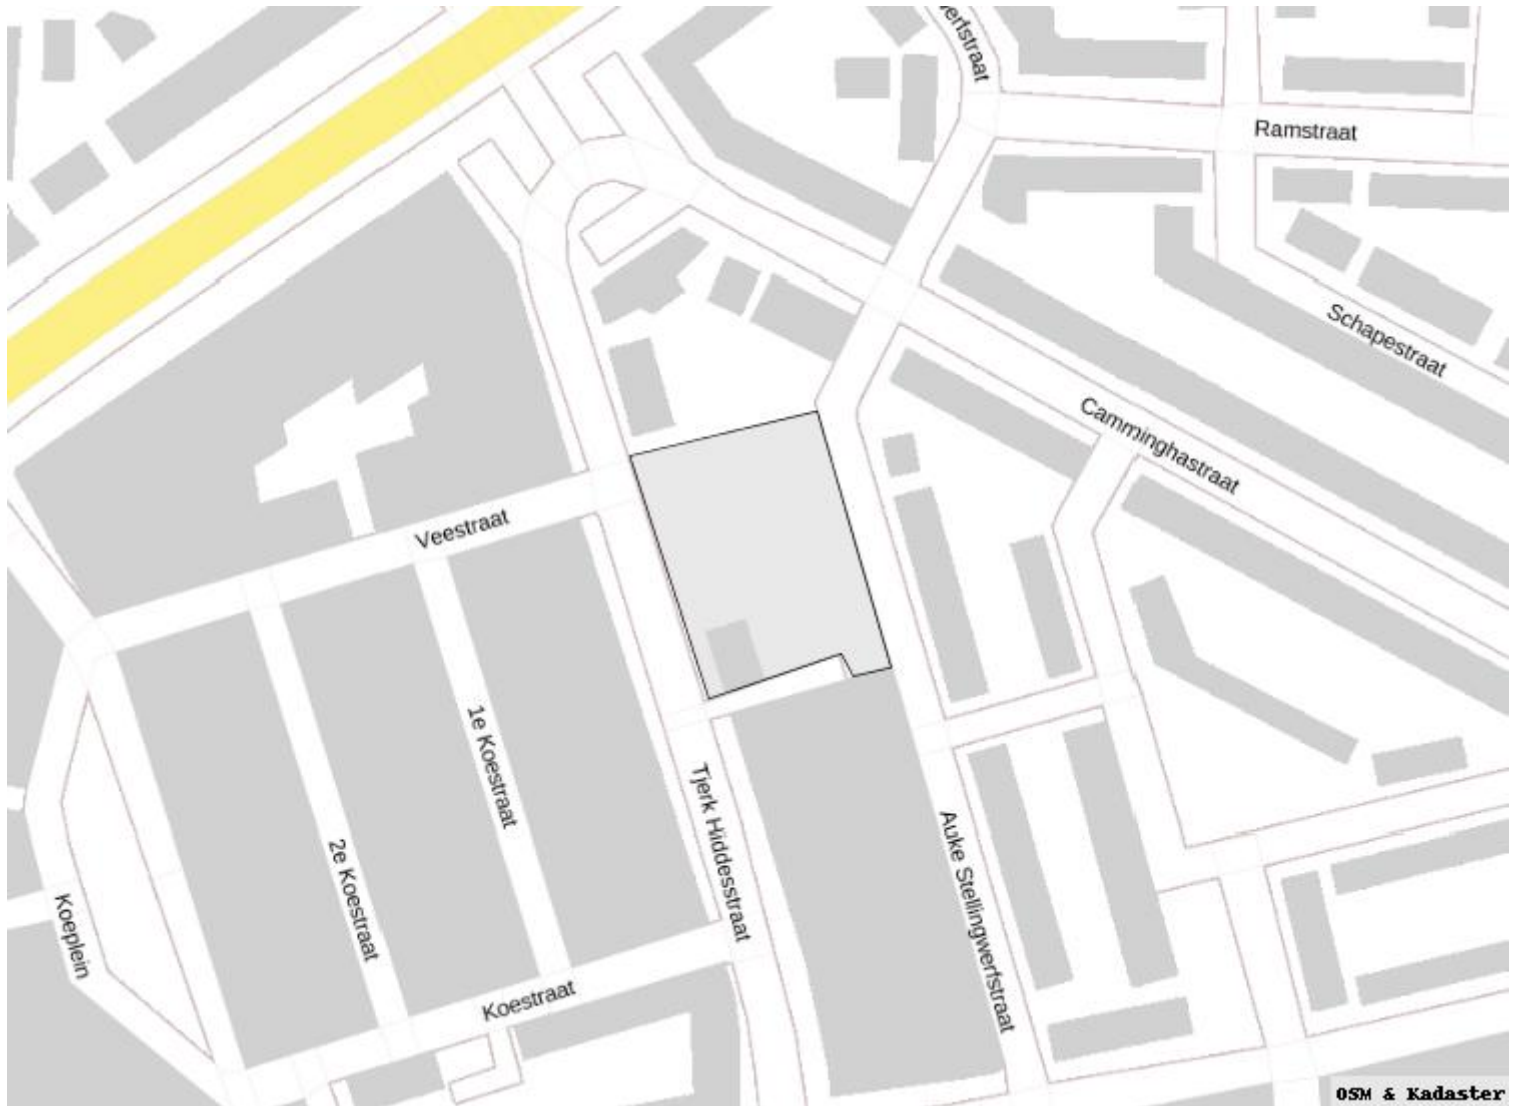 erfstraat
Ramstraat
Schapestraat
Camminghastraat
Veestraat
1e Koestraat
2e Koestraat
Tjerk Hiddesstraat
Auke Stellingwerfstraat
Koeplein
Koestraat
OSM & Kadaster